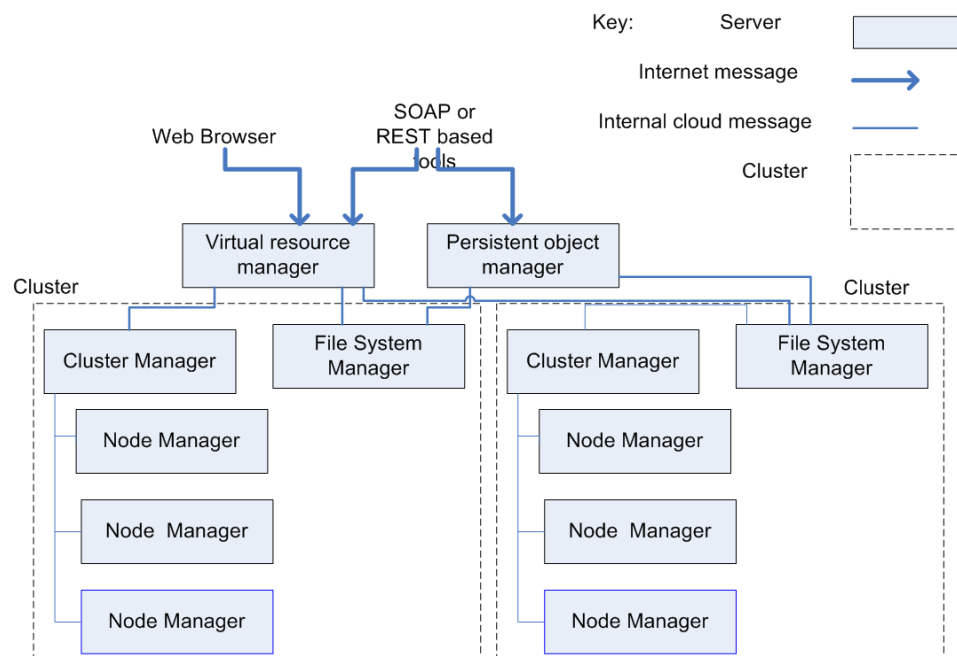 Key: Server
Internet message
Internal cloud message
Cluster
Web Browser
SOAP or
REST based
tools
Virtual resource
manager
Persistent object
manager
Cluster
Cluster
Cluster Manager
File System
Manager
Cluster Manager
File System
Manager
Node Manager
Node Manager
Node Manager
Node Manager
Node Manager
Node Manager